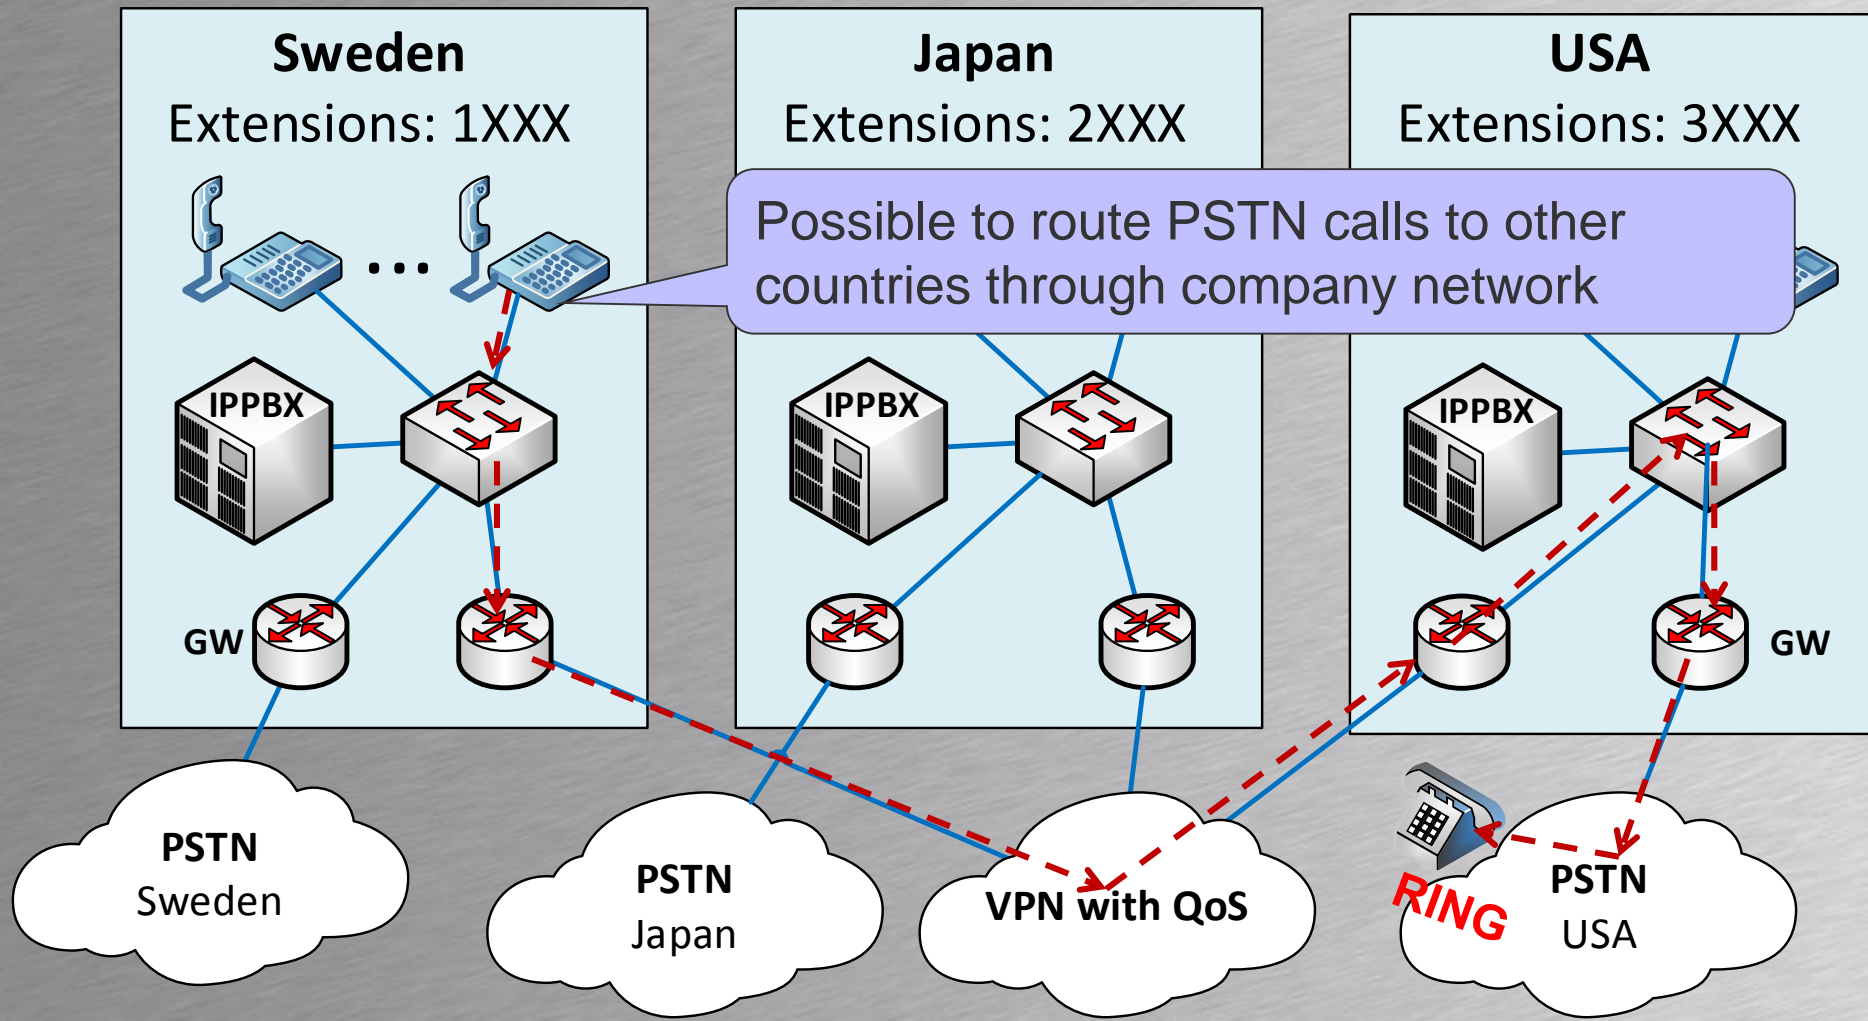 Sweden
Extensions: 1XXX
Japan
Extensions: 2XXX
USA
Extensions: 3XXX
Possible to route PSTN calls to other
countries through company network
...
IPPBX
IPPBX
IPPBX
GW
GW
PSTN
Sweden
PSTN
Japan
VPN with QoS
RING
PSTN
USA